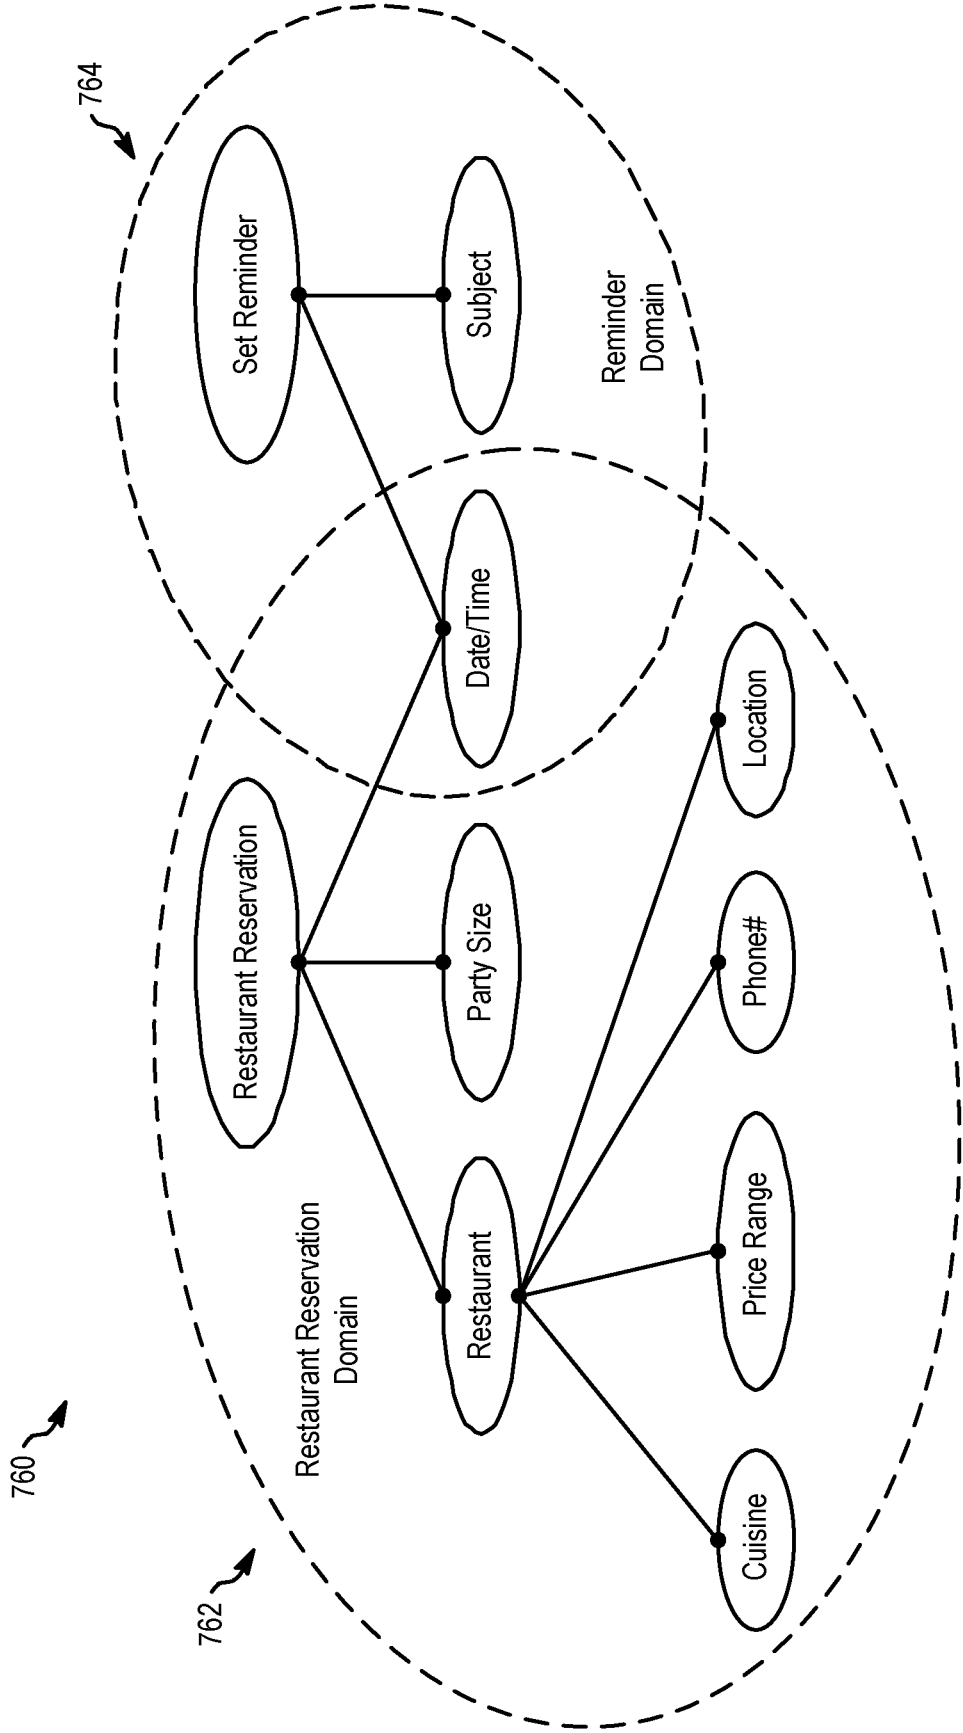 760
762
764
Restaurant Reservation
Set Reminder
Restaurant Reservation
Domain
Restaurant
Party Size
Date/Time
Subject
Reminder
Domain
Cuisine
Price Range
Phone#
Location